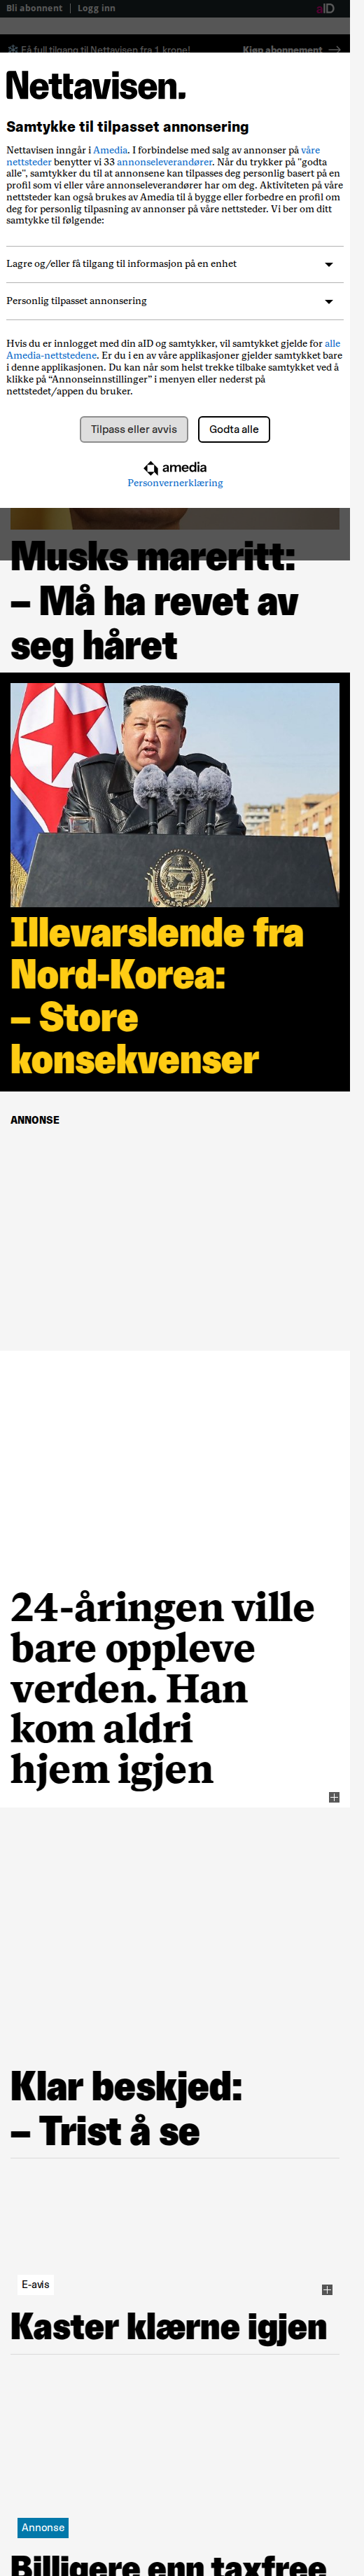 Bli abonnent | Logg inn aID
Få full tilgang til Nettavisen fra 1 krone! Kjøp abonnement
Nettavisen.
Samtykke til tilpasset annonsering
Nettavisen inngår i Amedia. I forbindelse med salg av annonser på våre
nettsteder benytter vi 33 annonseleverandører. Når du trykker på "godta
alle", samtykker du til at annonsene kan tilpasses deg personlig basert på en
profil som vi eller våre annonseleverandører har om deg. Aktiviteten på våre
nettsteder kan også brukes av Amedia til å bygge eller forbedre en profil om
deg for personlig tilpasning av annonser på våre nettsteder. Vi ber om ditt
samtykke til følgende:
Lagre og/eller få tilgang til informasjon på en enhet
Personlig tilpasset annonsering
Hvis du er innlogget med din aID og samtykker, vil samtykket gjelde for alle
Amedia-nettstedene. Er du i en av våre applikasjoner gjelder samtykket bare
i denne applikasjonen. Du kan når som helst trekke tilbake samtykket ved å
klikke på “Annonseinnstillinger” i menyen eller nederst på
nettstedet/appen du bruker.
Tilpass eller avvis Godta alle
amedia
Personvernerklæring
Musks mareritt:
– Må ha revet av
seg håret
Illevarslende fra
Nord-Korea:
– Store
konsekvenser
ANNONSE
24-åringen ville
bare oppleve
verden. Han
kom aldri
hjem igjen
Klar beskjed:
– Trist å se
E-avis
Kaster klærne igjen
Annonse
Billigere enn taxfree